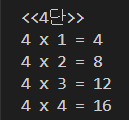 <<4단>>
4 x 1 = 4
4 x 2 = 8
4 x 3 = 12
4 x 4 = 16